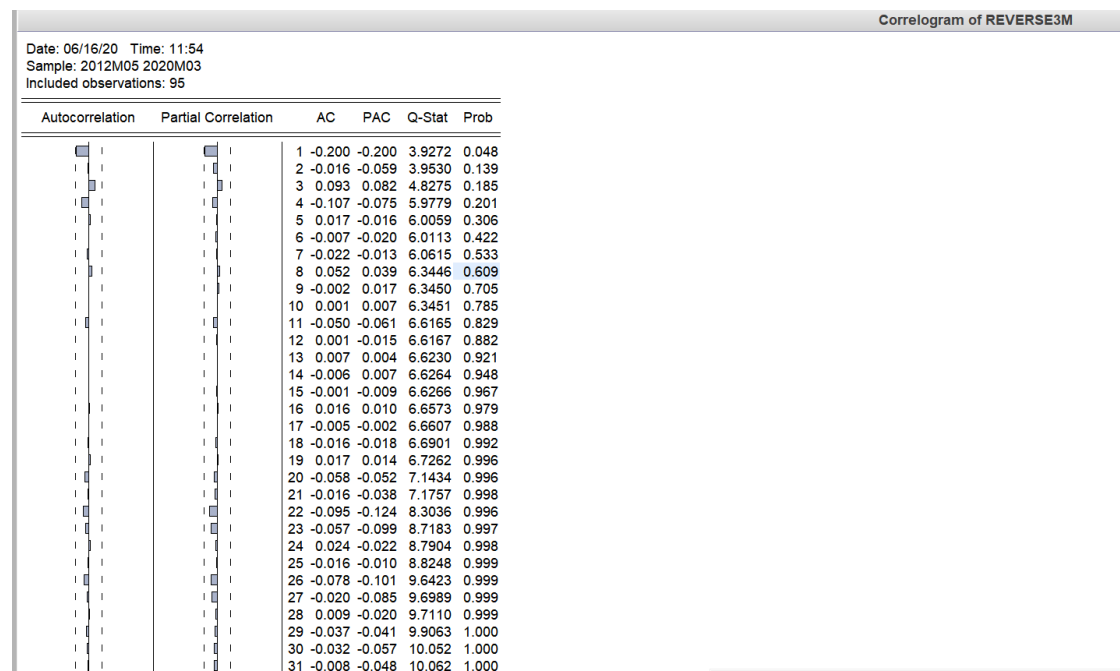 Correlogram of REVERSE3M
Date: 06/16/20 Time: 11:54
Sample: 2012M05 2020M03
Included observations: 95
Autocorrelation Partial Correlation AC PAC Q-Stat Prob
1 -0.200 -0.200 3.9272 0.048
2 -0.016 -0.059 3.9530 0.139
3 0.093 0.082 4.8275 0.185
4 -0.107 -0.075 5.9779 0.201
5 0.017 -0.016 6.0059 0.306
6 -0.007 -0.020 6.0113 0.422
7 -0.022 -0.013 6.0615 0.533
8 0.052 0.039 6.3446 0.609
9 -0.002 0.017 6.3450 0.705
10 0.001 0.007 6.3451 0.785
11 -0.050 -0.061 6.6165 0.829
12 0.001 -0.015 6.6167 0.882
13 0.007 0.004 6.6230 0.921
14 -0.006 0.007 6.6264 0.948
15 -0.001 -0.009 6.6266 0.967
16 0.016 0.010 6.6573 0.979
17 -0.005 -0.002 6.6607 0.988
18 -0.016 -0.018 6.6901 0.992
19 0.017 0.014 6.7262 0.996
20 -0.058 -0.052 7.1434 0.996
21 -0.016 -0.038 7.1757 0.998
22 -0.095 -0.124 8.3036 0.996
23 -0.057 -0.099 8.7183 0.997
24 0.024 -0.022 8.7904 0.998
25 -0.016 -0.010 8.8248 0.999
26 -0.078 -0.101 9.6423 0.999
27 -0.020 -0.085 9.6989 0.999
28 0.009 -0.020 9.7110 0.999
29 -0.037 -0.041 9.9063 1.000
30 -0.032 -0.057 10.052 1.000
31 -0.008 -0.048 10.062 1.000